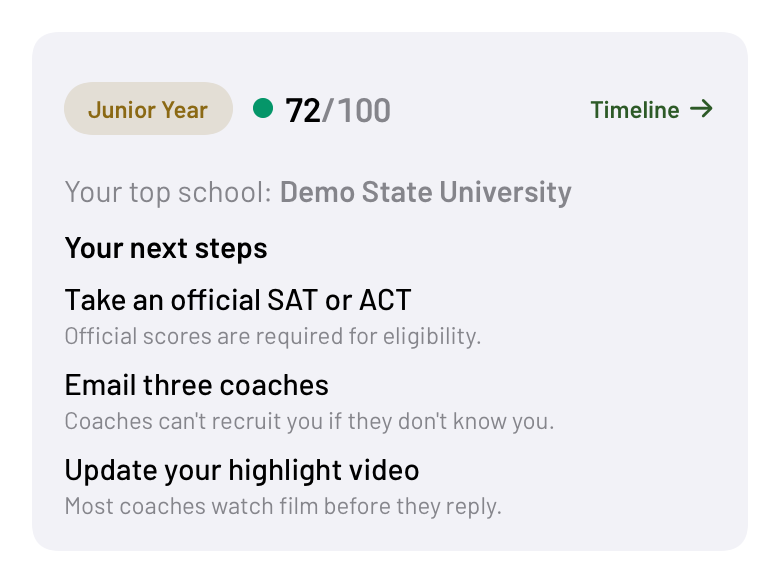 Junior Year
72/100
Timeline →
Your top school: Demo State University
Your next steps
Take an official SAT or ACT
Official scores are required for eligibility.
Email three coaches
Coaches can't recruit you if they don't know you.
Update your highlight video
Most coaches watch film before they reply.